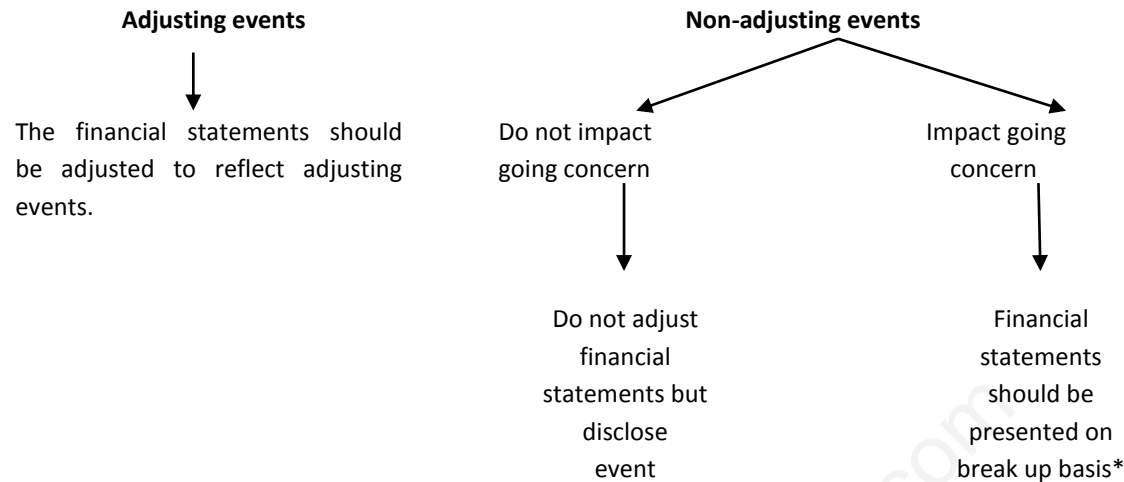 Adjusting events
The financial statements should
be adjusted to reflect adjusting
events.
Non-adjusting events
Do not impact
going concern
Do not adjust
financial
statements but
disclose
event
Impact going
concern
Financial
statements
should be
presented on
break up basis*
com